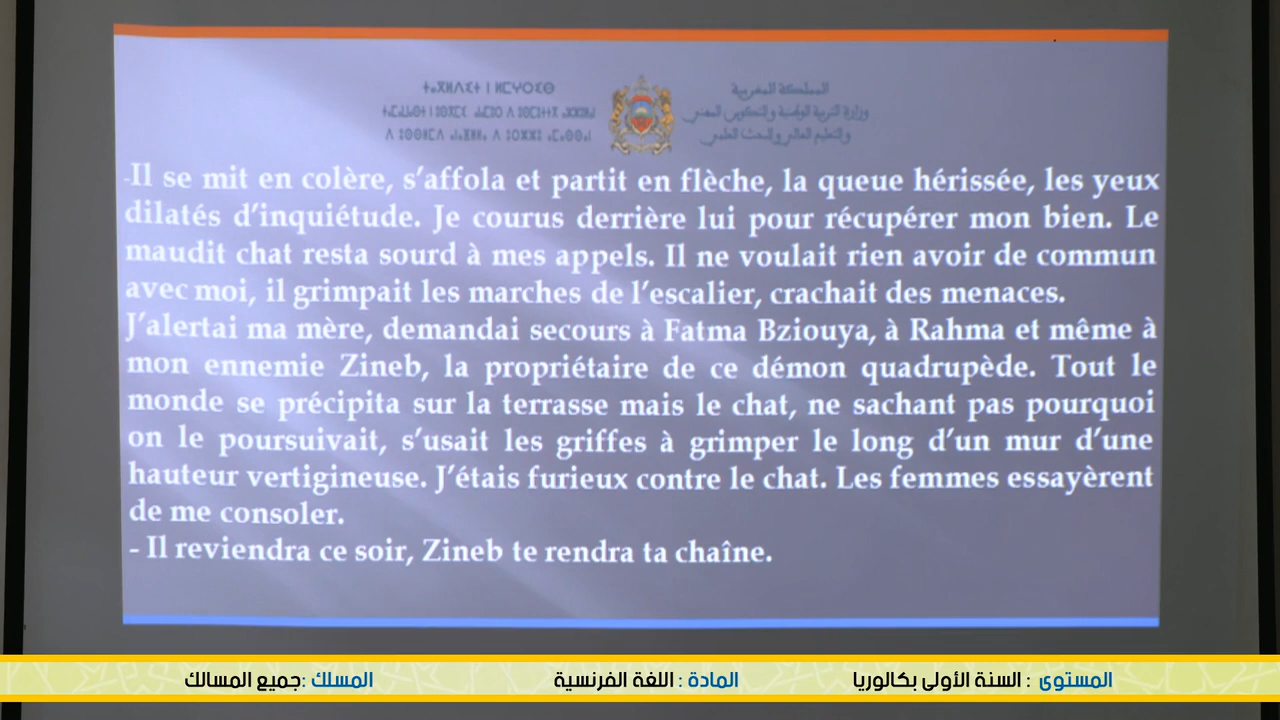 المملكة المغربية
وزارة التربية الوطنية والتكوين المهني
والتعليم العالي والبحث العلمي
-Il se mit en colère, s’affola et partit en flèche, la queue hérissée, les yeux
dilatés d’inquiétude. Je courus derrière lui pour récupérer mon bien. Le
maudit chat resta sourd à mes appels. Il ne voulait rien avoir de commun
avec moi, il grimpait les marches de l’escalier, crachait des menaces.
J’alertai ma mère, demandai secours à Fatma Bziouya, à Rahma et même à
mon ennemie Zineb, la propriétaire de ce démon quadrupède. Tout le
monde se précipita sur la terrasse mais le chat, ne sachant pas pourquoi
on le poursuivait, s’usait les griffes à grimper le long d’un mur d’une
hauteur vertigineuse. J’étais furieux contre le chat. Les femmes essayèrent
de me consoler.
- Il reviendra ce soir, Zineb te rendra ta chaîne.
المستوى : السنة الأولى بكالوريا المادة : اللغة الفرنسية المسلك :جميع المسالك